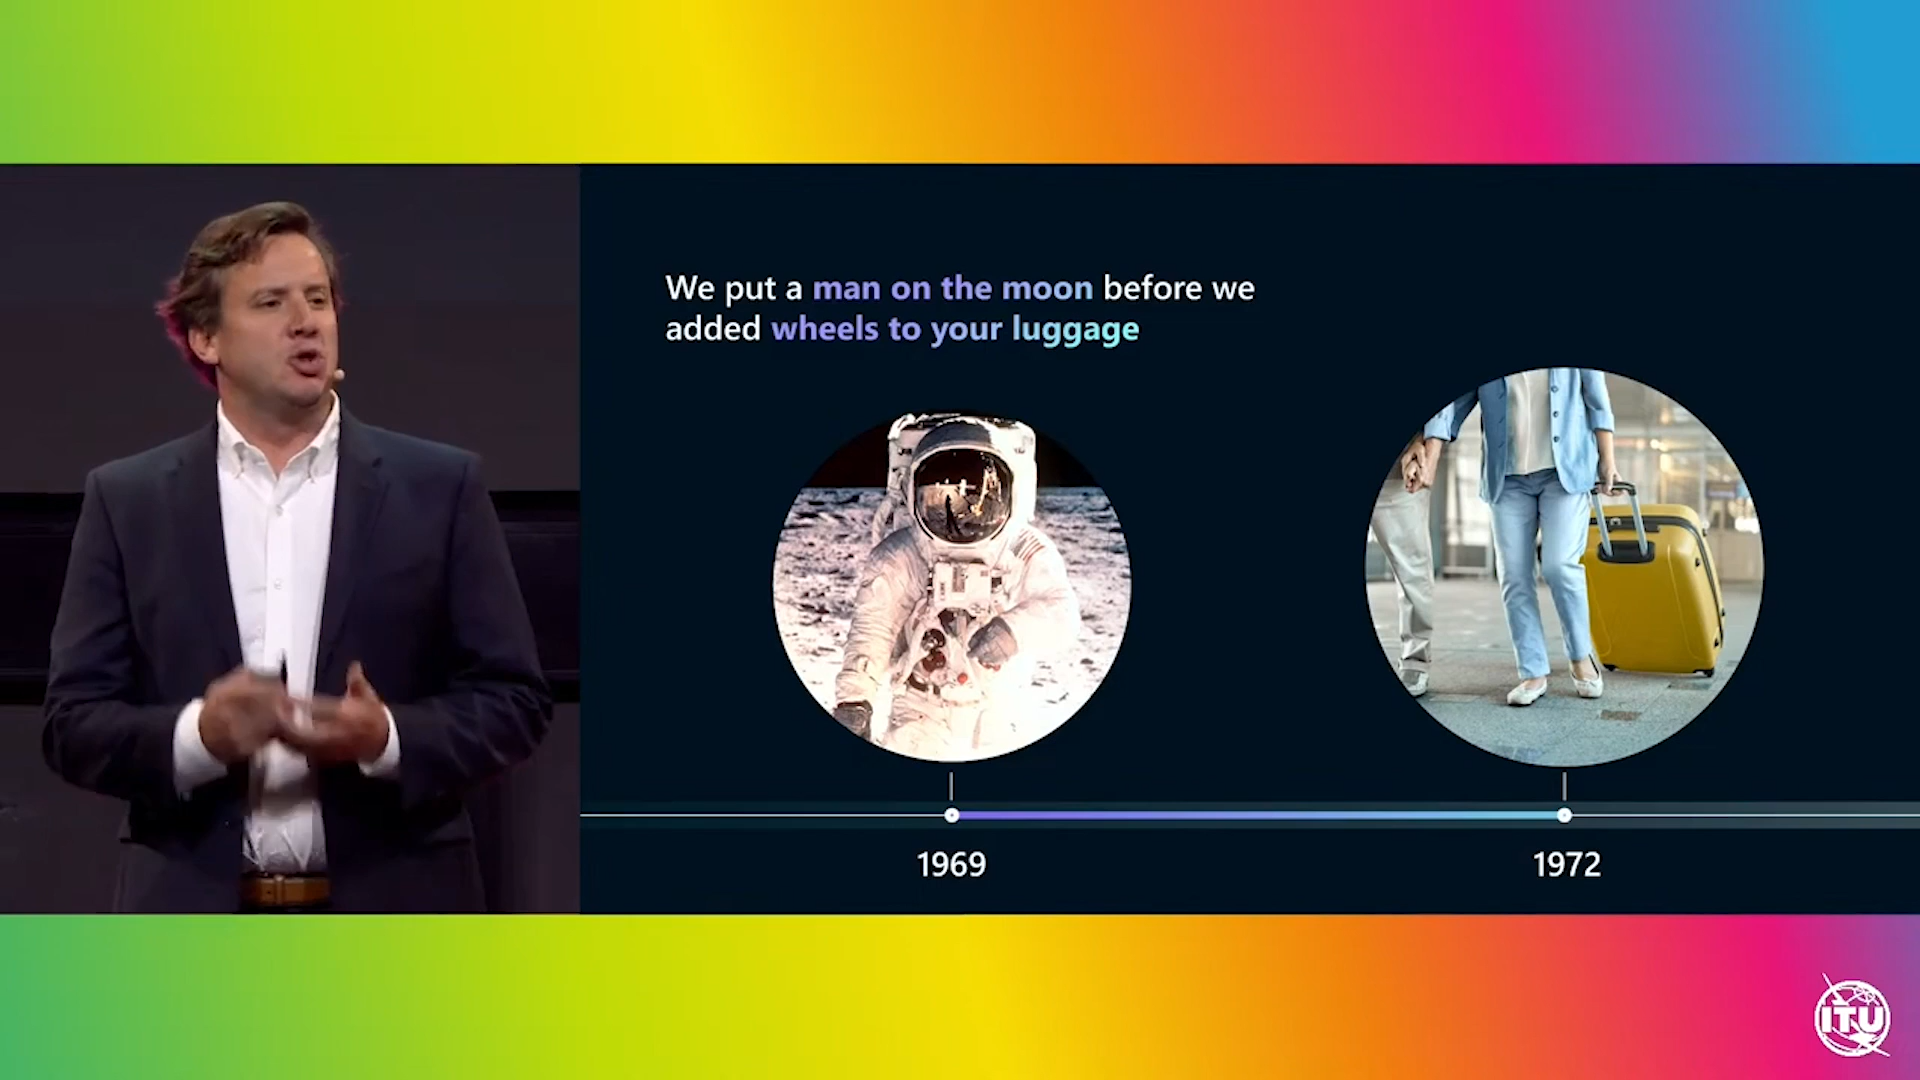 We put a man on the moon before we
added wheels to your luggage
1969
1972
ITU